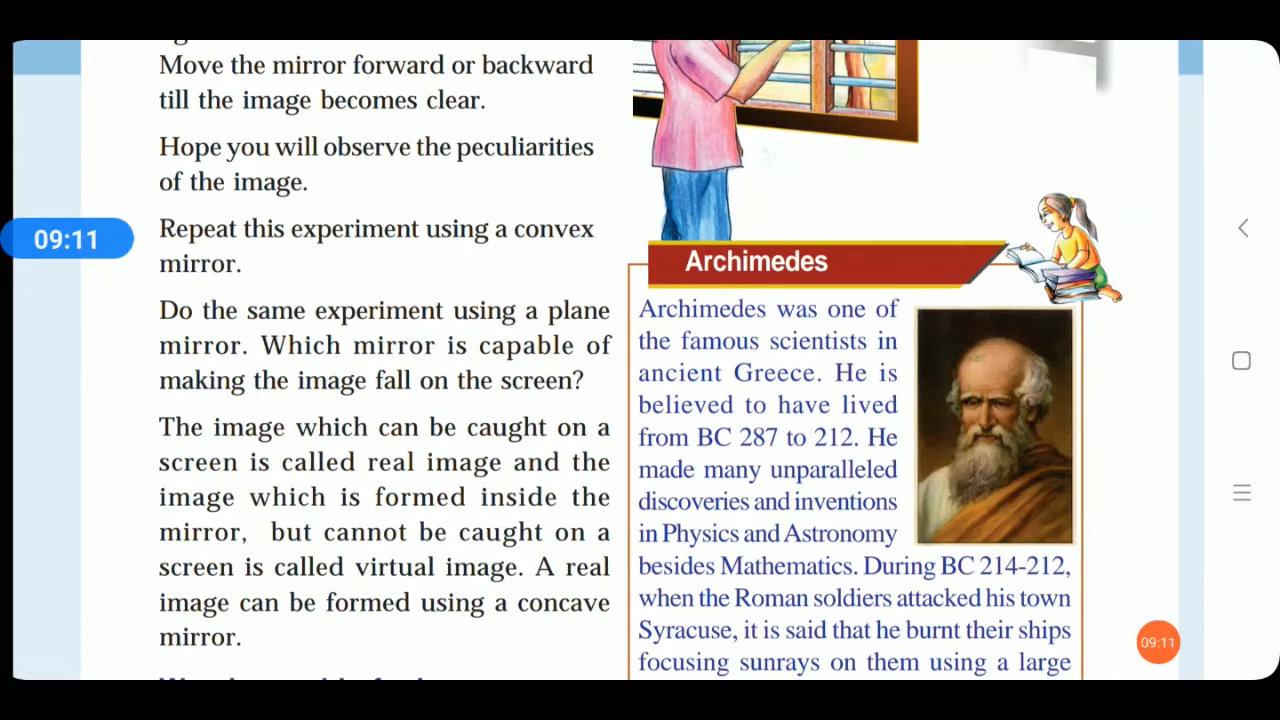 Move the mirror forward or backward
till the image becomes clear.
Hope you will observe the peculiarities
of the image.
Repeat this experiment using a convex
mirror.
Do the same experiment using a plane
mirror. Which mirror is capable of
making the image fall on the screen?
The image which can be caught on a
screen is called real image and the
image which is formed inside the
mirror, but cannot be caught on a
screen is called virtual image. A real
image can be formed using a concave
mirror.
09:11
Archimedes
Archimedes was one of
the famous scientists in
ancient Greece. He is
believed to have lived
from BC 287 to 212. He
made many unparalleled
discoveries and inventions
in Physics and Astronomy
besides Mathematics. During BC 214-212,
when the Roman soldiers attacked his town
Syracuse, it is said that he burnt their ships
focusing sunrays on them using a large
09:11